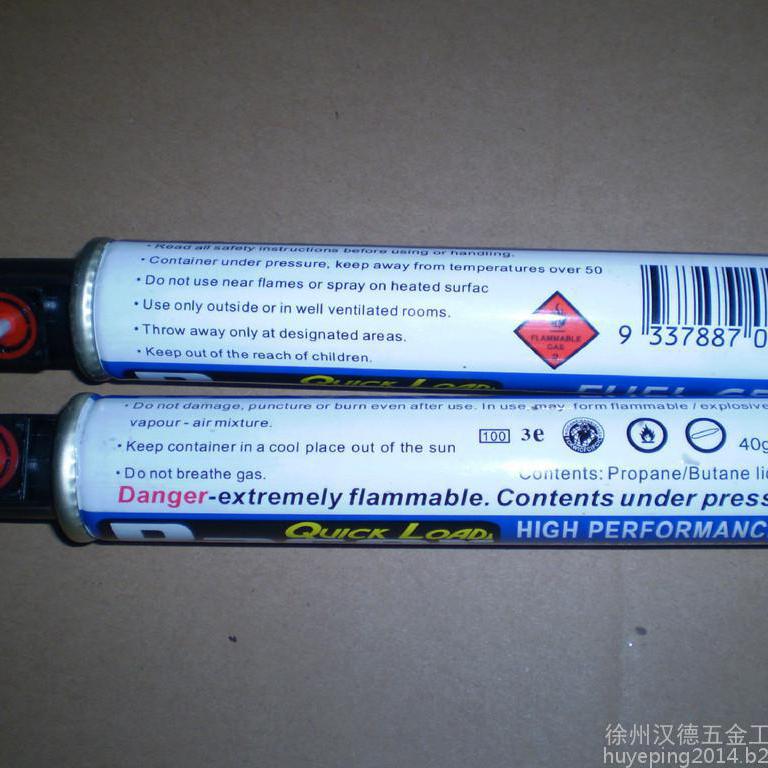 • Read all safety instructions before using or handling.
• Container under pressure, keep away from temperatures over 50
• Do not use near flames or spray on heated surfac
• Use only outside or in well ventilated rooms.
• Throw away only at designated areas.
• Keep out of the reach of children.
FLAMMABLE
GAS
2
9 337887 0
QUICK LOAD
FUEL CE
• Do not damage, puncture or burn even after use. In use, may form flammable / explosive
vapour - air mixture.
• Keep container in a cool place out of the sun
• Do not breathe gas.
100 3e
40g
Contents: Propane/Butane li
Danger-extremely flammable. Contents under press
QUICK LOAD
HIGH PERFORMANC
徐州汉德五金工
huyeping2014.b2